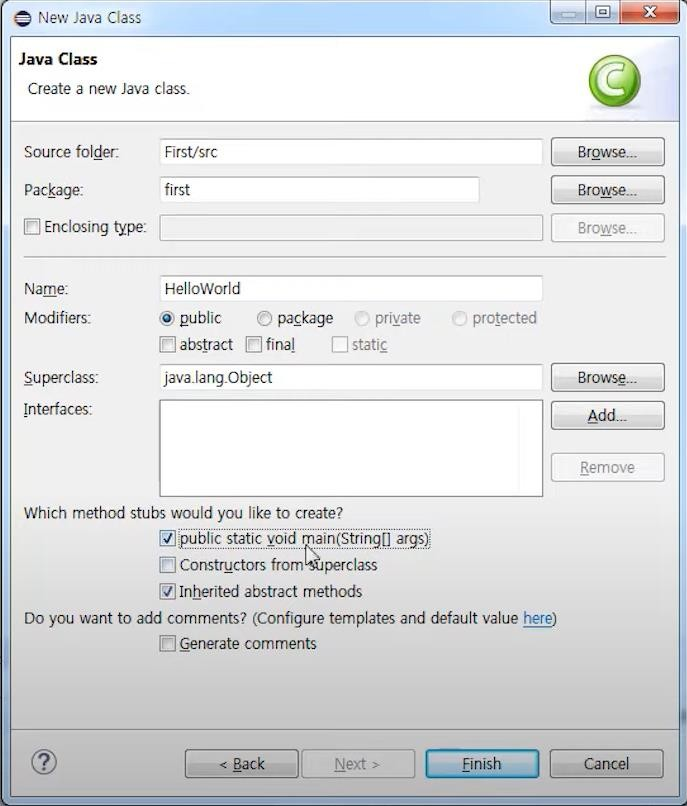 New Java Class
Java Class
Create a new Java class.
Source folder: First/src Browse...
Package: first Browse...
Enclosing type: Browse...
Name: HelloWorld
Modifiers: public package private protected
abstract final static
Superclass: java.lang.Object Browse...
Interfaces: Add...
Remove
Which method stubs would you like to create?
public static void main(String[] args)
Constructors from superclass
Inherited abstract methods
Do you want to add comments? (Configure templates and default value here)
Generate comments
? < Back Next > Finish Cancel